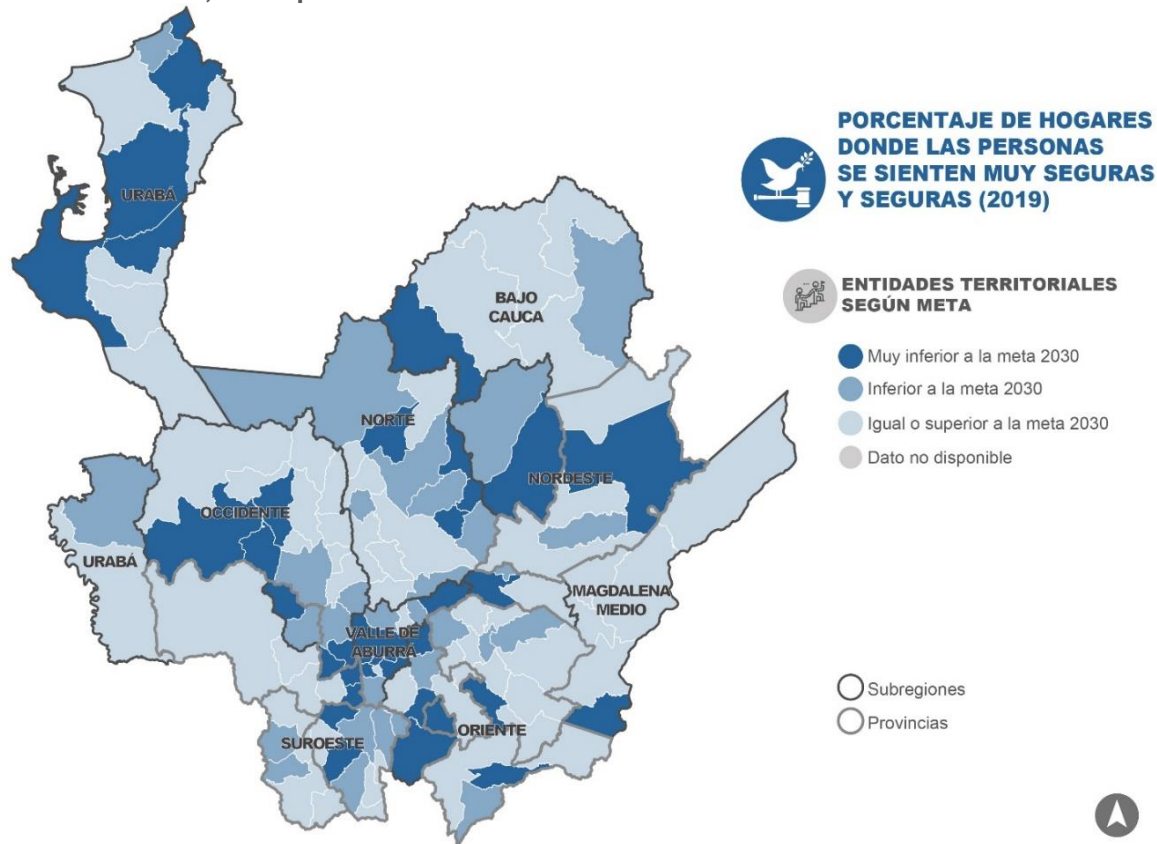 PORCENTAJE DE HOGARES
DONDE LAS PERSONAS
SE SIENTEN MUY SEGURAS
Y SEGURAS (2019)
ENTIDADES TERRITORIALES
SEGÚN META
Muy inferior a la meta 2030
Inferior a la meta 2030
Igual o superior a la meta 2030
Dato no disponible
Subregiones
Provincias
URABÁ
BAJO
CAUCA
NORTE
NORDESTE
OCCIDENTE
URABÁ
MAGDALENA
MEDIO
VALLE DE
ABURRÁ
SUROESTE
ORIENTE